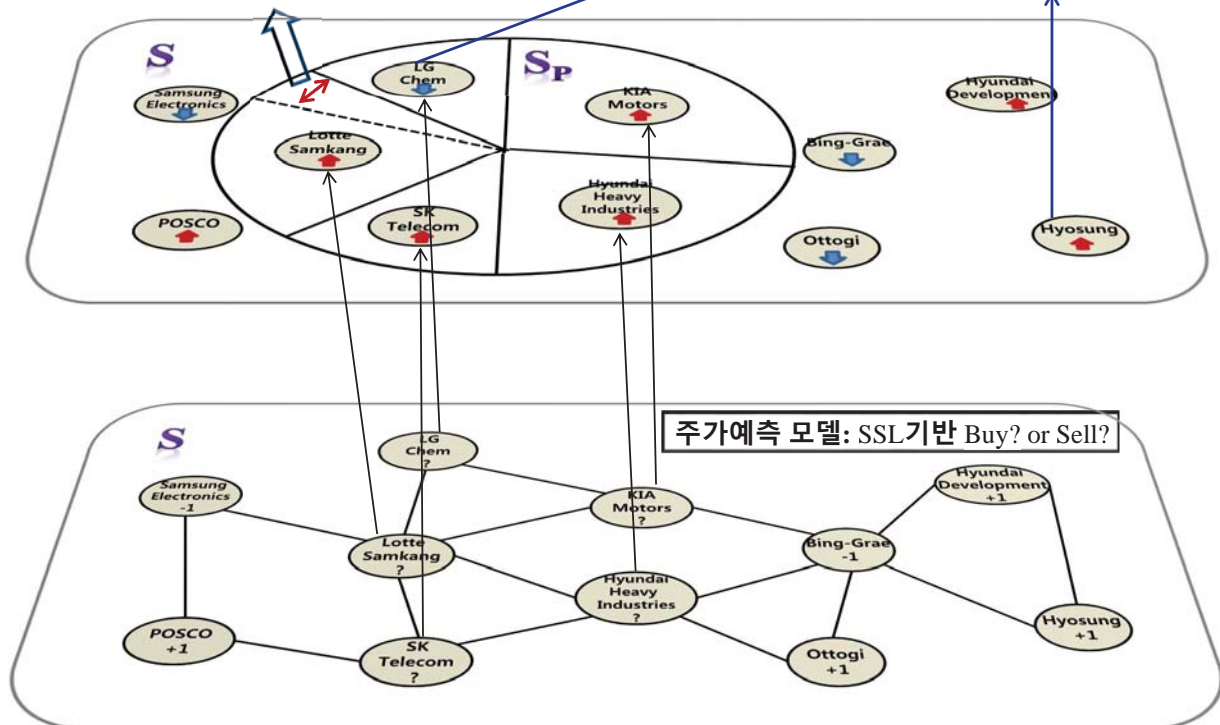 S
S_P
LG
Chem
Samsung
Electronics
KIA
Motors
Hyundai
Development
Lotte
Samkang
Bing-Grae
Hyundai
Heavy
Industries
POSCO
SK
Telecom
Ottogi
Hyosung
S
주가예측 모델: SSL기반 Buy? or Sell?
LG
Chem
?
Samsung
Electronics
-1
KIA
Motors
?
Hyundai
Development
+1
Lotte
Samkang
?
Bing-Grae
-1
Hyundai
Heavy
Industries
?
POSCO
+1
SK
Telecom
?
Ottogi
+1
Hyosung
+1